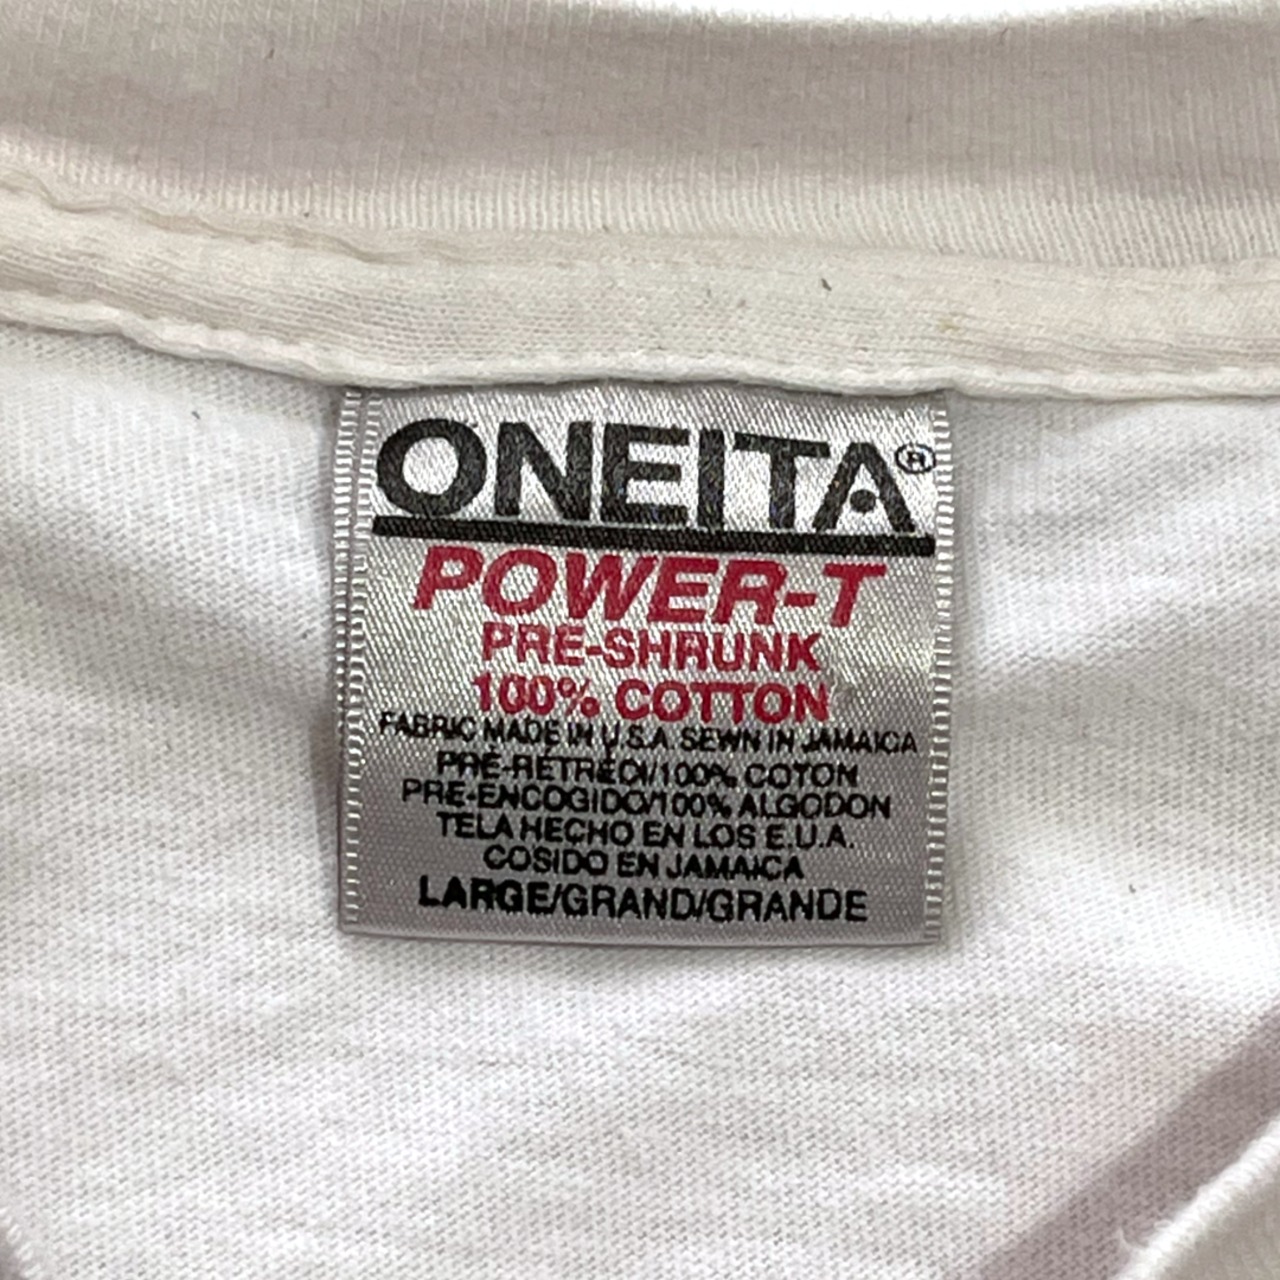 ONEITA®
POWER-T
PRE-SHRUNK
100% COTTON
FABRIC MADE IN U.S.A. SEWN IN JAMAICA
PRÉ-RÉTRÉCI/100% COTON
PRE-ENCOGIDO/100% ALGODON
TELA HECHO EN LOS E.U.A.
COSIDO EN JAMAICA
LARGE/GRAND/GRANDE